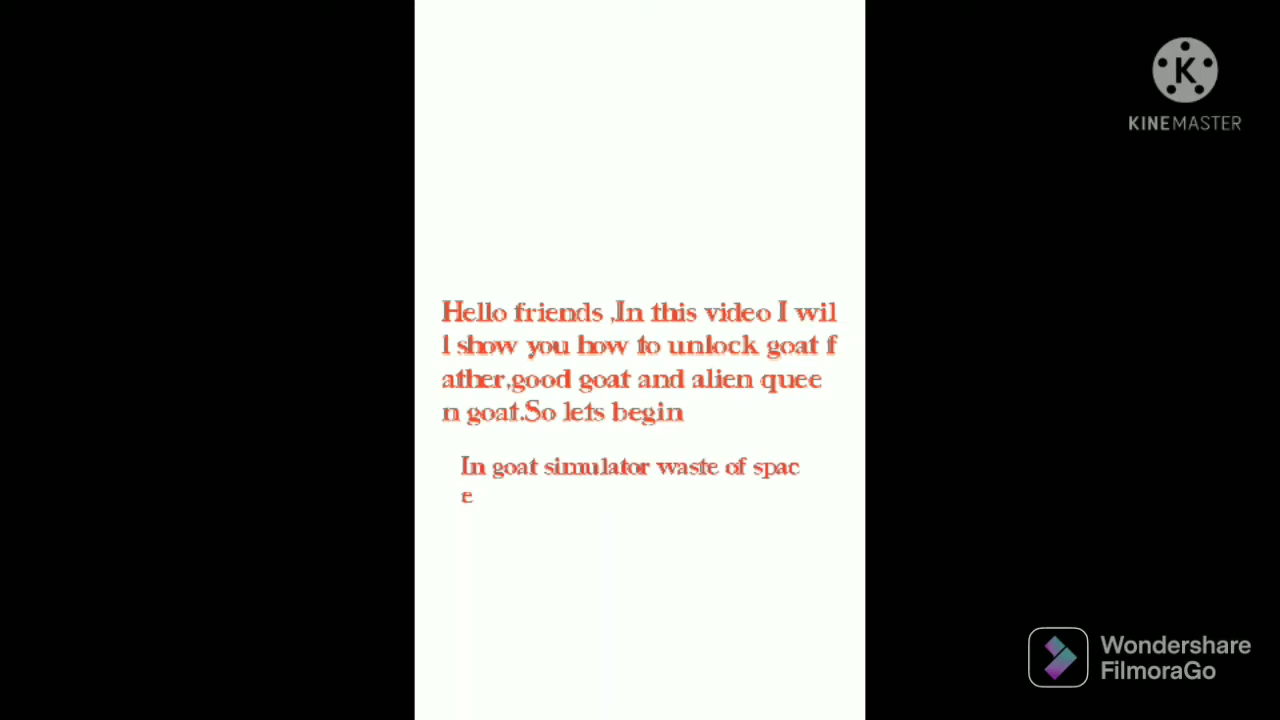 K
KINEMASTER
Hello friends ,In this video I wil
l show you how to unlock goat f
ather,good goat and alien quee
n goat.So lets begin
In goat simulator waste of spac
e
Wondershare
FilmoraGo